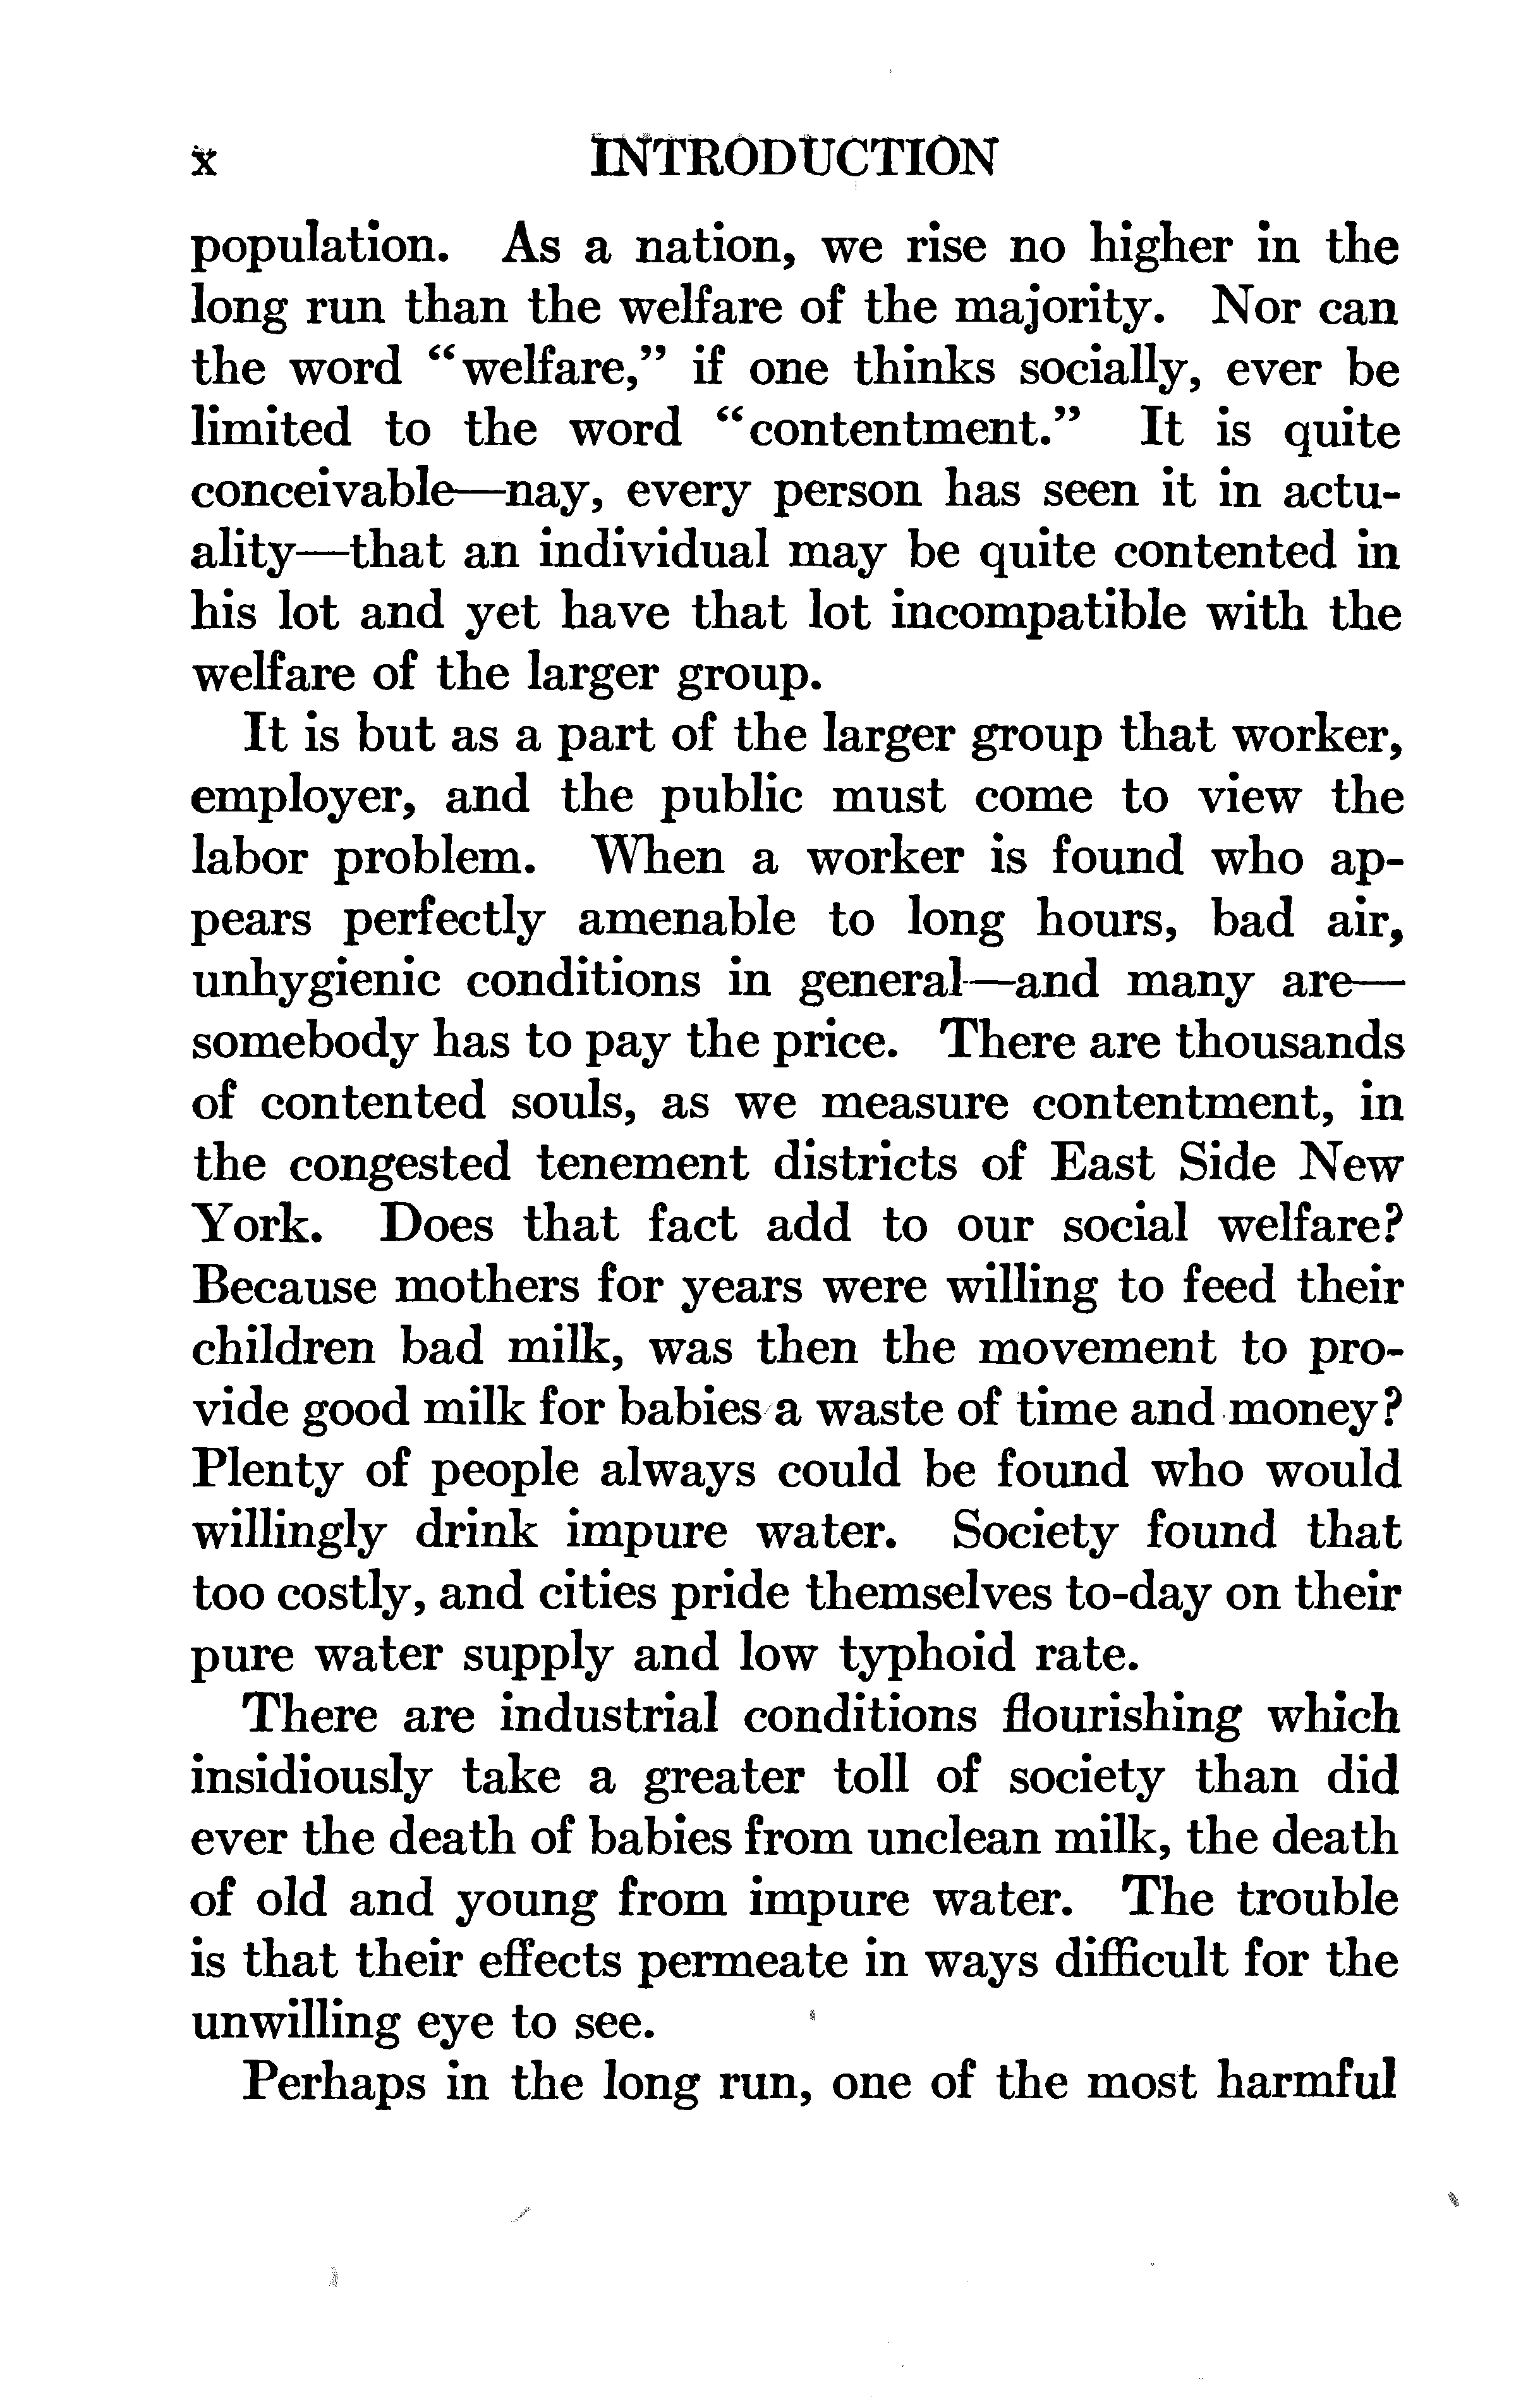 x INTRODUCTION
population. As a nation, we rise no higher in the
long run than the welfare of the majority. Nor can
the word "welfare," if one thinks socially, ever be
limited to the word "contentment." It is quite
conceivable—nay, every person has seen it in actu-
ality—that an individual may be quite contented in
his lot and yet have that lot incompatible with the
welfare of the larger group.
It is but as a part of the larger group that worker,
employer, and the public must come to view the
labor problem. When a worker is found who ap-
pears perfectly amenable to long hours, bad air,
unhygienic conditions in general—and many are—
somebody has to pay the price. There are thousands
of contented souls, as we measure contentment, in
the congested tenement districts of East Side New
York. Does that fact add to our social welfare?
Because mothers for years were willing to feed their
children bad milk, was then the movement to pro-
vide good milk for babies a waste of time and money?
Plenty of people always could be found who would
willingly drink impure water. Society found that
too costly, and cities pride themselves to-day on their
pure water supply and low typhoid rate.
There are industrial conditions flourishing which
insidiously take a greater toll of society than did
ever the death of babies from unclean milk, the death
of old and young from impure water. The trouble
is that their effects permeate in ways difficult for the
unwilling eye to see.
Perhaps in the long run, one of the most harmful